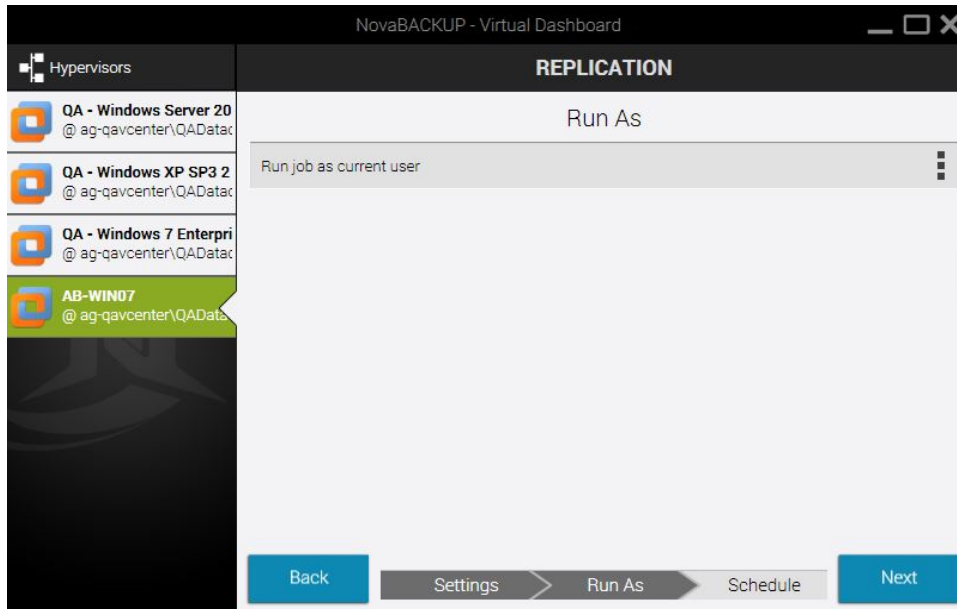 NovaBACKUP - Virtual Dashboard
Hypervisors
REPLICATION
QA - Windows Server 20
@ ag-qavcenter\QADatac
QA - Windows XP SP3 2
@ ag-qavcenter\QADatac
QA - Windows 7 Enterpri
@ ag-qavcenter\QADatac
AB-WIN07
@ ag-qavcenter\QAData
Run As
Run job as current user
Back
Settings
Run As
Schedule
Next